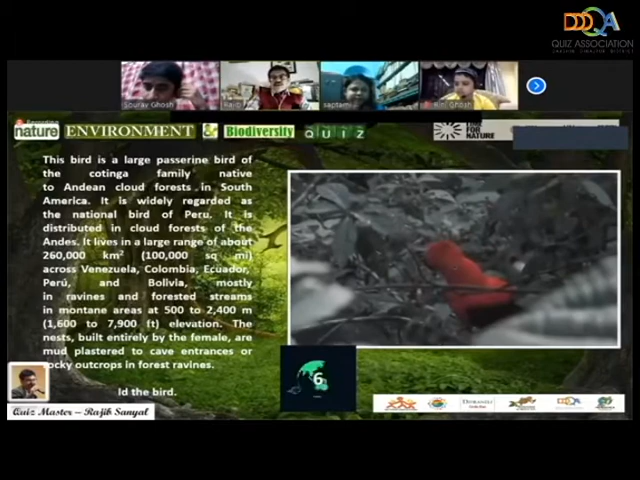 DDDQA
QUIZ ASSOCIATION
Sourav Ghosh
saptami
Rini Ghosh
nature ENVIRONMENT & Biodiversity QUIZ
FOR NATURE
This bird is a large passerine bird of
the cotinga family native
to Andean cloud forests in South
America. It is widely regarded as
the national bird of Peru. It is
distributed in cloud forests of the
Andes. It lives in a large range of about
260,000 km² (100,000 sq mi)
across Venezuela, Colombia, Ecuador,
Perú, and Bolivia, mostly
in ravines and forested streams
in montane areas at 500 to 2,400 m
(1,600 to 7,900 ft) elevation. The
nests, built entirely by the female, are
mud plastered to cave entrances or
rocky outcrops in forest ravines.
6
Id the bird.
Quiz Master - Rajib Sanyal